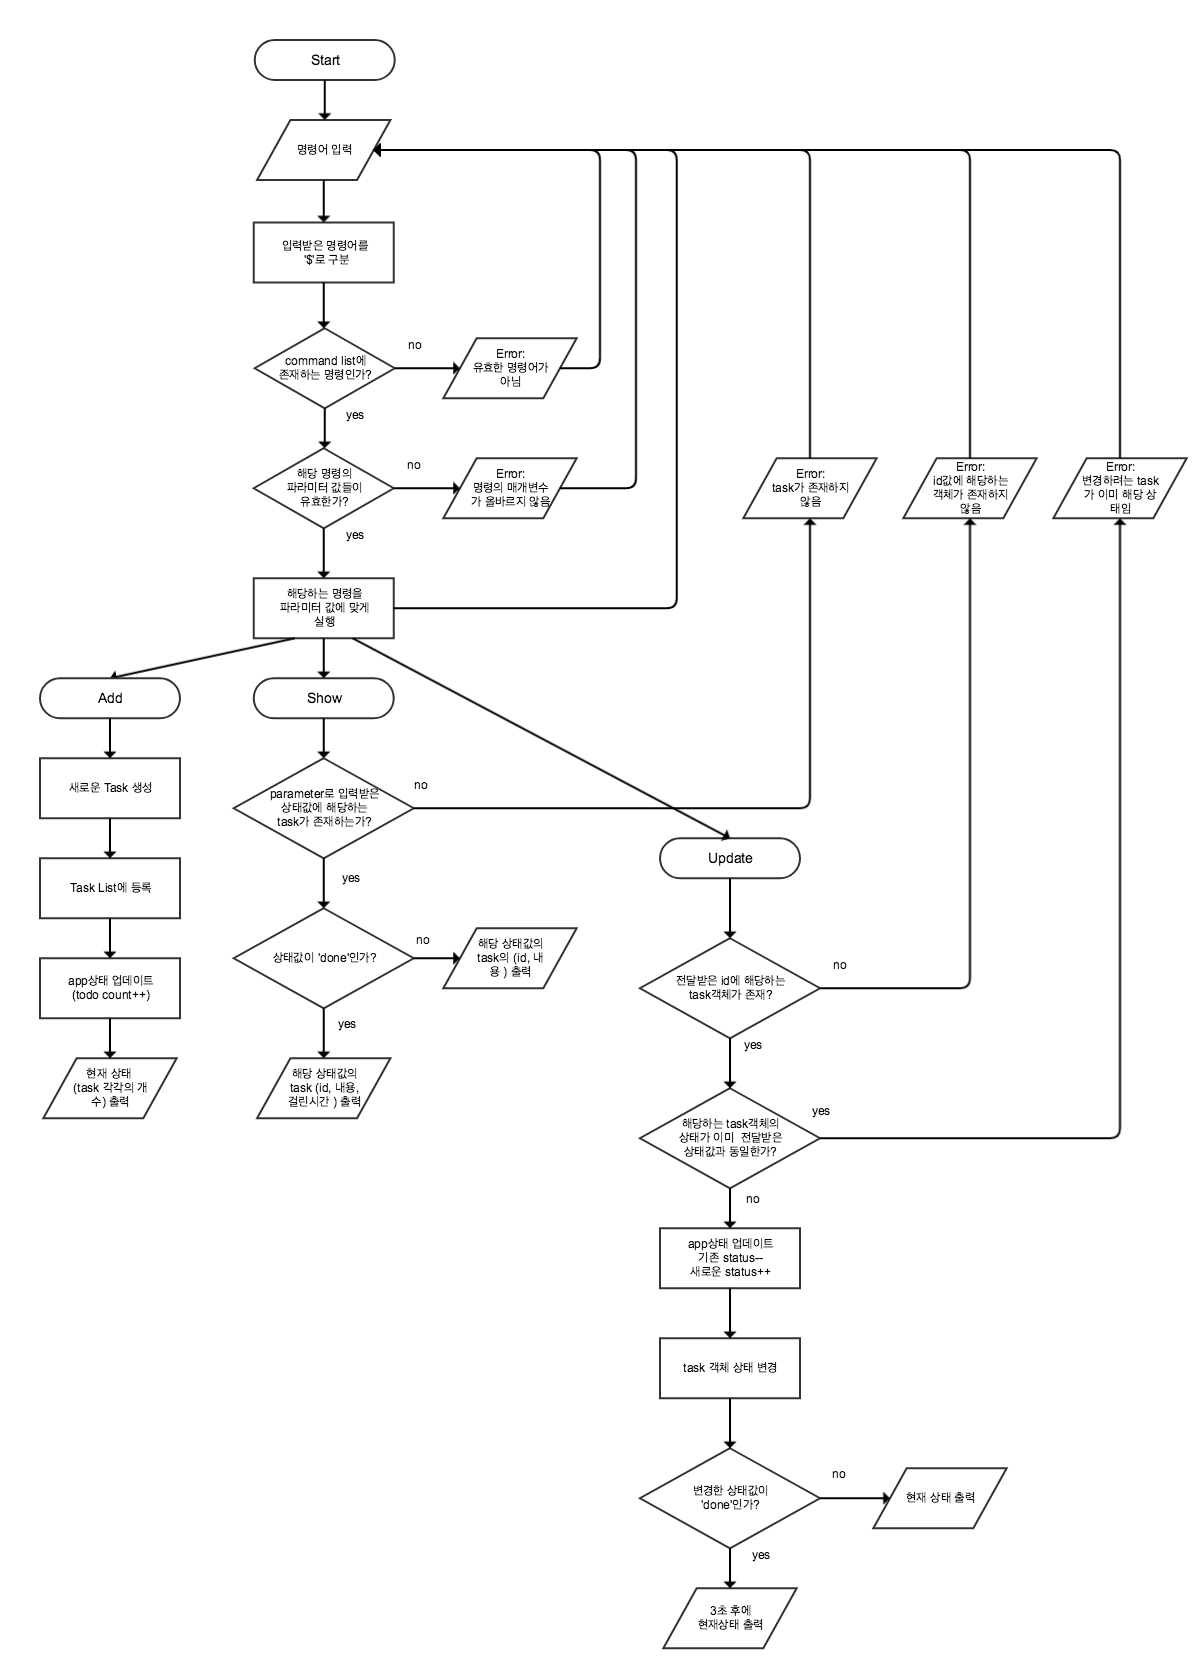 Start
명령어 입력
입력받은 명령어를
'$'로 구분
command list에
존재하는 명령인가?
no
Error:
유효한 명령어가
아님
yes
해당 명령의
파라미터 값들이
유효한가?
no
Error:
명령의 매개변수
가 올바르지 않음
Error:
task가 존재하지
않음
Error:
id값에 해당하는
객체가 존재하지
않음
Error:
변경하려는 task
가 이미 해당 상
태임
yes
해당하는 명령을
파라미터 값에 맞게
실행
Add
Show
새로운 Task 생성
parameter로 입력받은
상태값에 해당하는
task가 존재하는가?
no
Update
Task List에 등록
yes
상태값이 'done'인가?
no
해당 상태값의
task의 (id, 내
용 ) 출력
app상태 업데이트
(todo count++)
전달받은 id에 해당하는
task객체가 존재?
no
yes
현재 상태
(task 각각의 개
수) 출력
해당 상태값의
task (id, 내용,
걸린시간 ) 출력
yes
해당하는 task객체의
상태가 이미  전달받은
상태값과 동일한가?
yes
no
app상태 업데이트
기존 status--
새로운 status++
task 객체 상태 변경
변경한 상태값이
'done'인가?
no
현재 상태 출력
yes
3초 후에
현재상태 출력